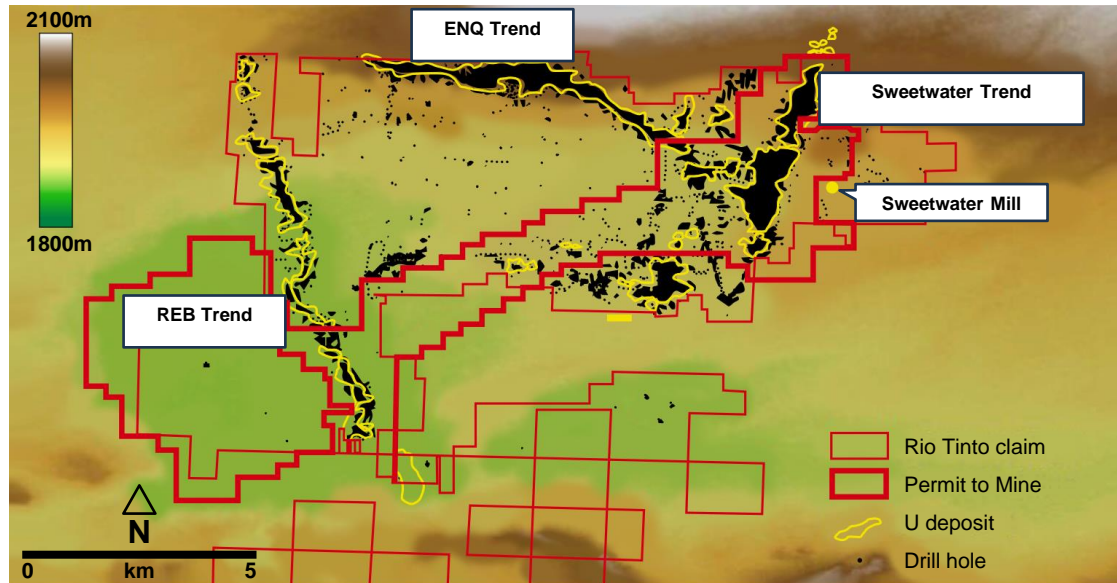 2100m
1800m
ENQ Trend
Sweetwater Trend
Sweetwater Mill
REB Trend
Rio Tinto claim
Permit to Mine
U deposit
Drill hole
N
0 km 5